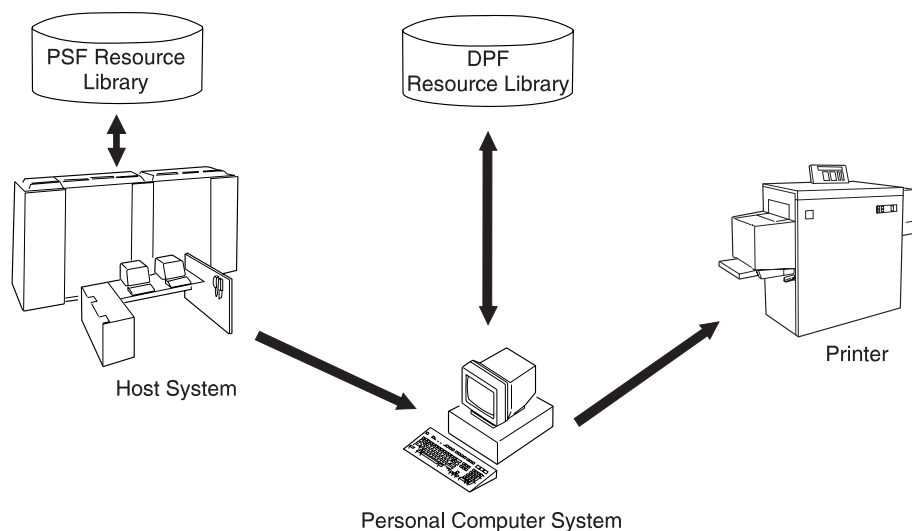 PSF Resource
Library
DPF
Resource Library
Printer
Host System
Personal Computer System